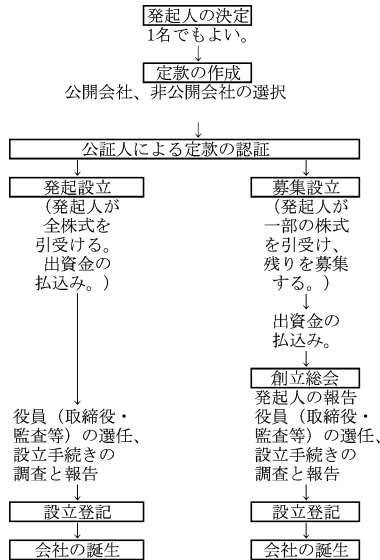 発起人の決定
1名でもよい。
定款の作成
公開会社、非公開会社の選択
公証人による定款の認証
発起設立
（発起人が
全株式を
引受ける。
出資金の
払込み。）
役員（取締役・
監査等）の選任、
設立手続きの
調査と報告
設立登記
会社の誕生
募集設立
（発起人が
一部の株式
を引受け、
残りを募集
する。）
出資金の
払込み。
創立総会
発起人の報告
役員（取締役・
監査等）の選任、
設立手続きの
調査と報告
設立登記
会社の誕生